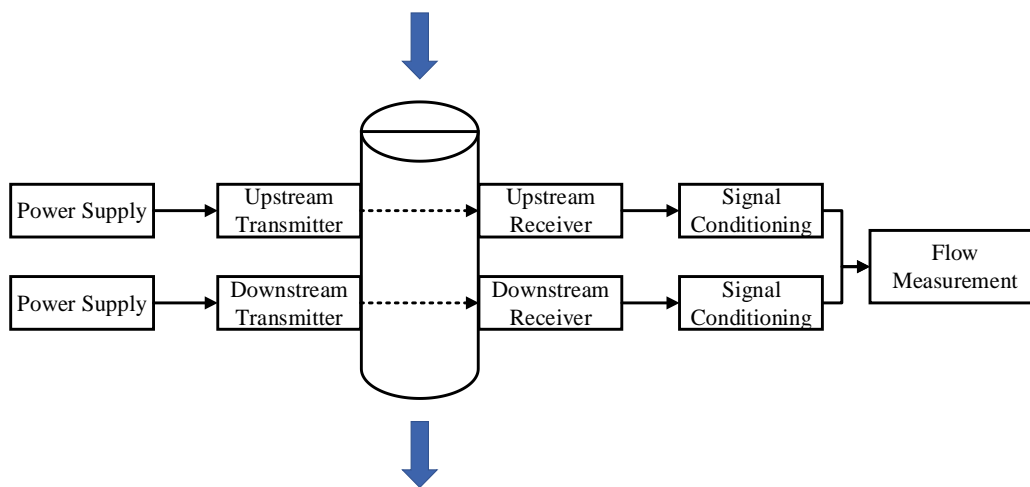 Power Supply
Upstream
Transmitter
Upstream
Receiver
Signal
Conditioning
Flow
Measurement
Power Supply
Downstream
Transmitter
Downstream
Receiver
Signal
Conditioning